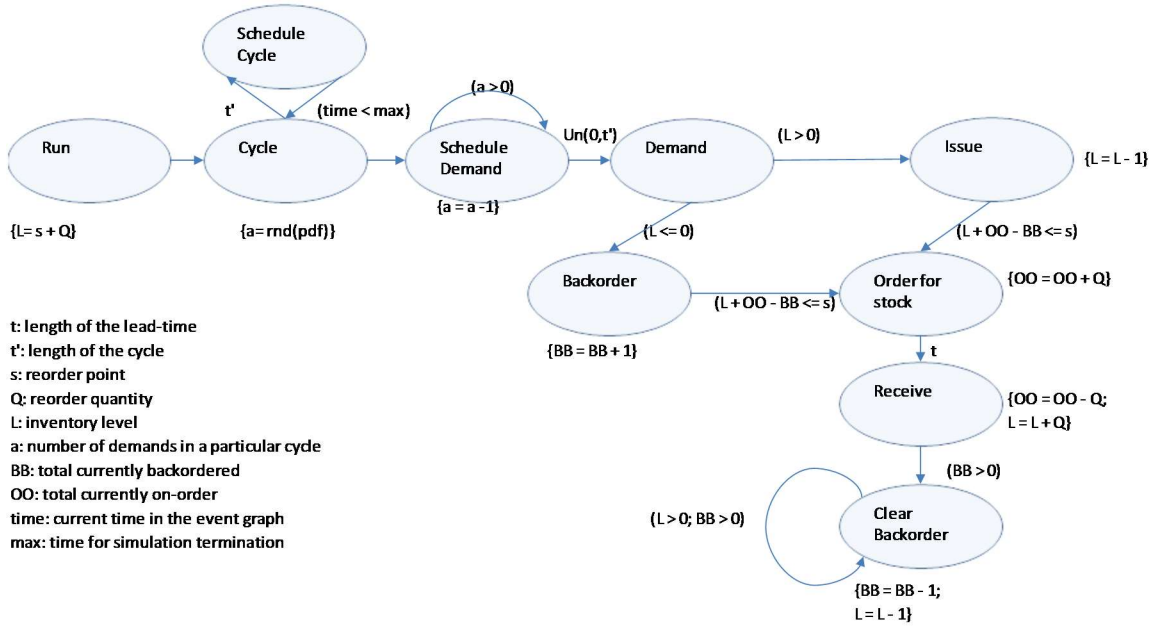 Schedule
Cycle
t'
(time < max)
(a > 0)
Run
Cycle
Schedule
Demand
Un(0,t')
Demand
(L > 0)
Issue
{L = L - 1}
{L= s + Q}
{a= rnd(pdf)}
{a = a -1}
(L <= 0)
(L + OO - BB <= s)
Backorder
(L + OO - BB <= s)
Order for
stock
{OO = OO + Q}
{BB = BB + 1}
t
Receive
{OO = OO - Q;
L = L + Q}
(BB > 0)
(L > 0; BB > 0)
Clear
Backorder
{BB = BB - 1;
L = L - 1}
t: length of the lead-time
t': length of the cycle
s: reorder point
Q: reorder quantity
L: inventory level
a: number of demands in a particular cycle
BB: total currently backordered
OO: total currently on-order
time: current time in the event graph
max: time for simulation termination